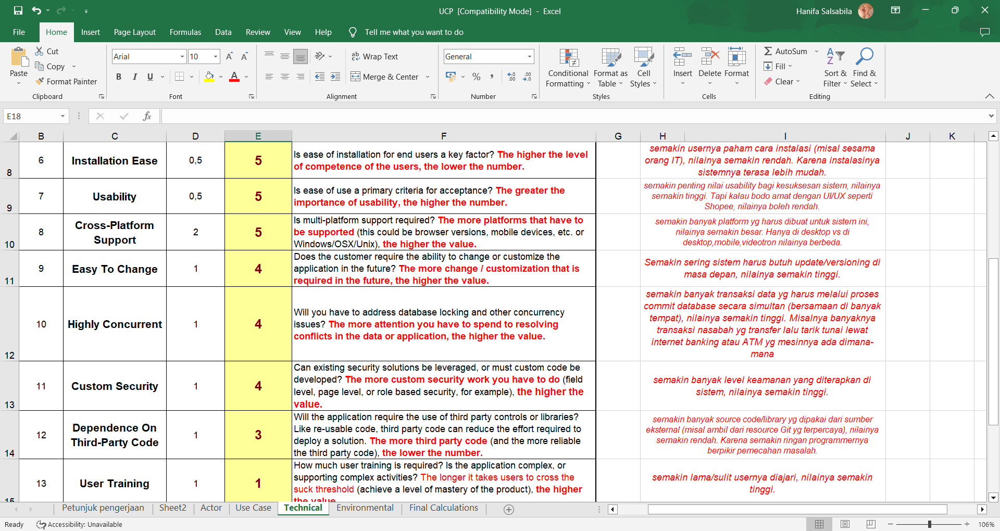 UCP [Compatibility Mode] - Excel
Hanifa Salsabila
File
Home
Insert
Page Layout
Formulas
Data
Review
View
Help
Tell me what you want to do
Paste
Cut
Copy
Format Painter
Clipboard
Arial
10
A
A
B
I
U
A
Font
ab
Wrap Text
Merge & Center
Alignment
General
%
,
Number
Conditional
Formatting
Format as
Table
Cell
Styles
Styles
Insert
Delete
Format
Cells
AutoSum
Fill
Clear
Sort &
Filter
Find &
Select
Editing
E18
fx
B
C
D
E
F
G
H
I
J
K
8
6
Installation Ease
0,5
5
Is ease of installation for end users a key factor? The higher the level
of competence of the users, the lower the number.
semakin usernya paham cara instalasi (misal sesama
orang IT), nilainya semakin rendah. Karena instalasinya
sistemnya terasa lebih mudah.
9
7
Usability
0,5
5
Is ease of use a primary criteria for acceptance? The greater the
importance of usability, the higher the number.
semakin penting nilai usability bagi kesuksesan sistem, nilainya
semakin tinggi. Tapi kalau bodo amat dengan UI/UX seperti
Shopee, nilainya boleh rendah.
10
8
Cross-Platform
Support
2
5
Is multi-platform support required? The more platforms that have to
be supported (this could be browser versions, mobile devices, etc. or
Windows/OSX/Unix), the higher the value.
semakin banyak platform yg harus dibuat untuk sistem ini,
nilainya semakin besar. Hanya di desktop vs di
desktop,mobile,videotron nilainya berbeda.
11
9
Easy To Change
1
4
Does the customer require the ability to change or customize the
application in the future? The more change / customization that is
required in the future, the higher the value.
Semakin sering sistem harus butuh update/versioning di
masa depan, nilainya semakin tinggi.
12
10
Highly Concurrent
1
4
Will you have to address database locking and other concurrency
issues? The more attention you have to spend to resolving
conflicts in the data or application, the higher the value.
semakin banyak transaksi data yg harus melalui proses
commit database secara simultan (bersamaan di banyak
tempat), nilainya semakin tinggi. Misalnya banyaknya
transaksi nasabah yg transfer lalu tarik tunai lewat
internet banking atau ATM yg mesinnya ada dimana-
mana
13
11
Custom Security
1
4
Can existing security solutions be leveraged, or must custom code be
developed? The more custom security work you have to do (field
level, page level, or role based security, for example), the higher the
value.
semakin banyak level keamanan yang diterapkan di
sistem, nilainya semakin tinggi.
14
12
Dependence On
Third-Party Code
1
3
Will the application require the use of third party controls or libraries?
Like re-usable code, third party code can reduce the effort required to
deploy a solution. The more third party code (and the more reliable
the third party code), the lower the number.
semakin banyak source code/library yg dipakai dari sumber
eksternal (misal ambil dari resource Git yg terpercaya), nilainya
semakin rendah. Karena semakin ringan programmernya
berpikir pemecahan masalah.
15
13
User Training
1
1
How much user training is required? Is the application complex, or
supporting complex activities? The longer it takes users to cross the
suck threshold (achieve a level of mastery of the product), the higher
the value.
semakin lama/sulit usernya diajari, nilainya semakin
tinggi.
Petunjuk pengerjaan
Sheet2
Actor
Use Case
Technical
Environmental
Final Calculations
Ready
Accessibility: Unavailable
106%